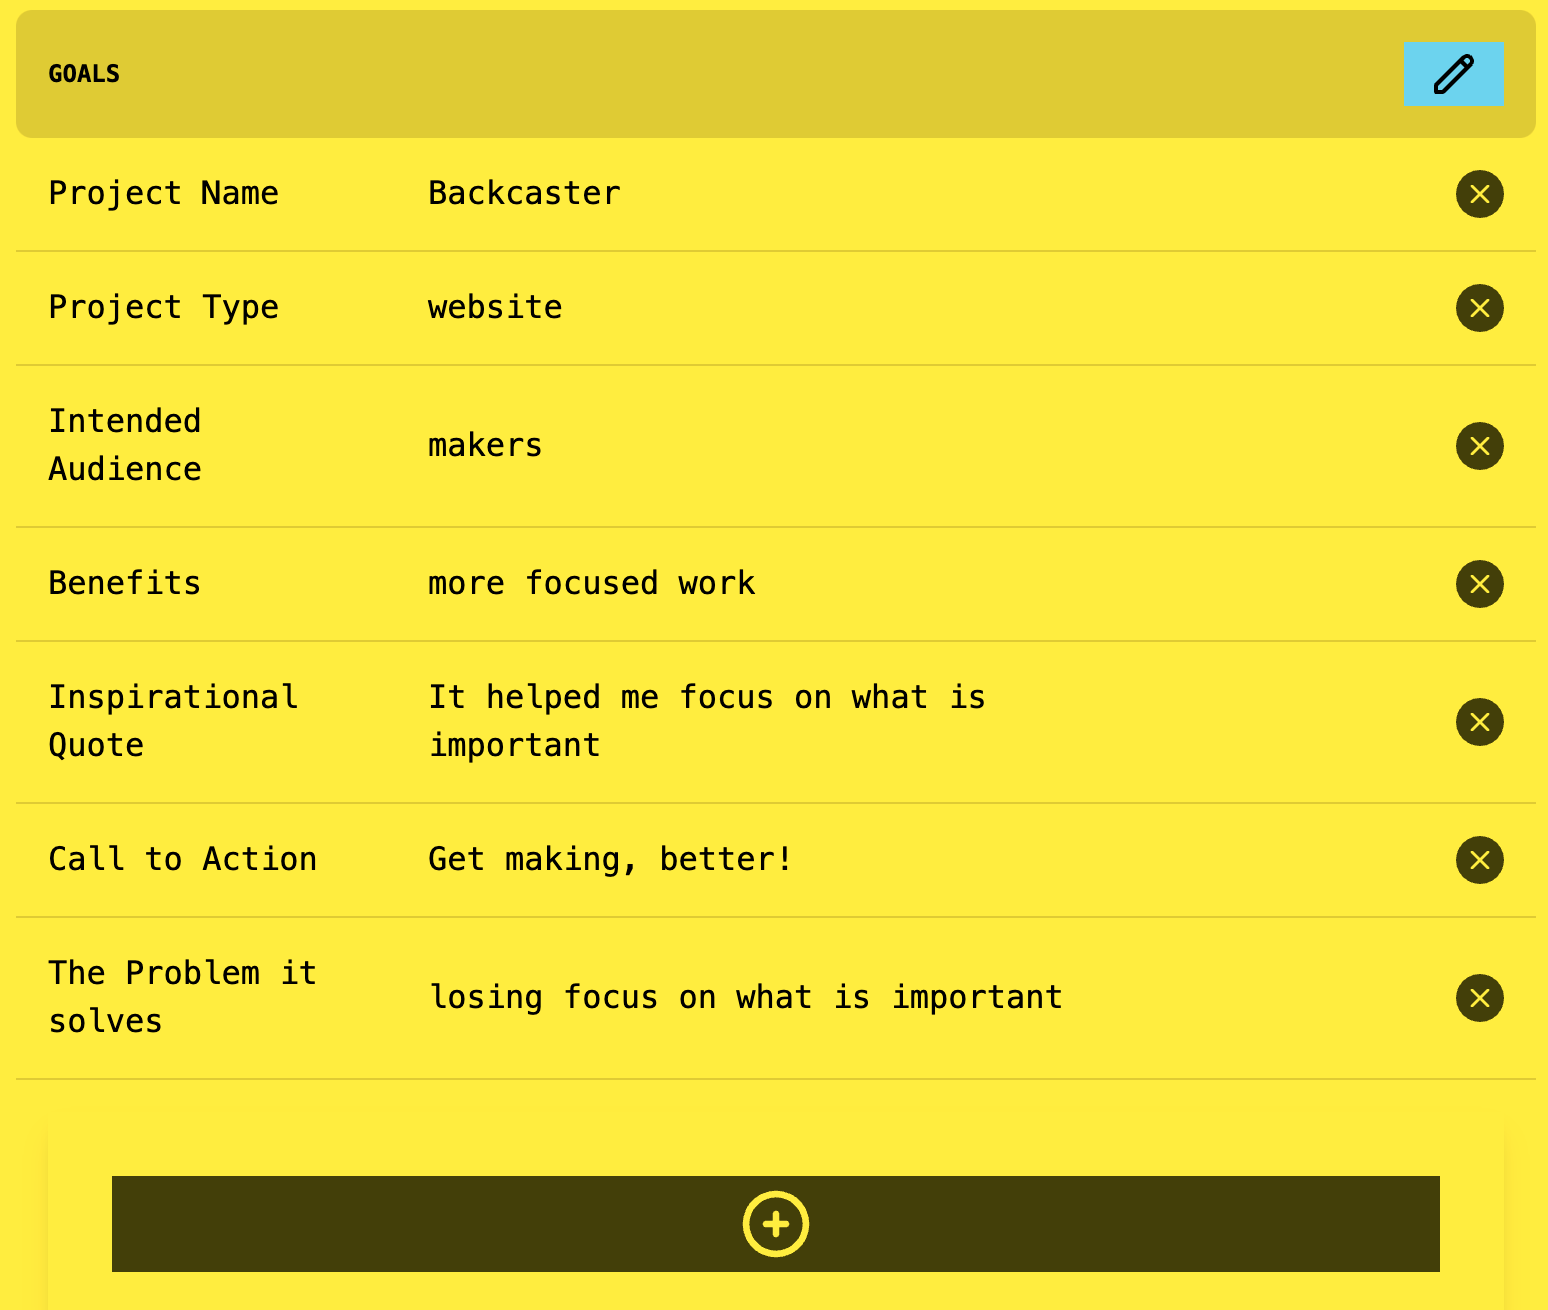 GOALS
Project Name
Backcaster
Project Type
website
Intended
Audience
makers
Benefits
more focused work
Inspirational
Quote
It helped me focus on what is
important
Call to Action
Get making, better!
The Problem it
solves
losing focus on what is important